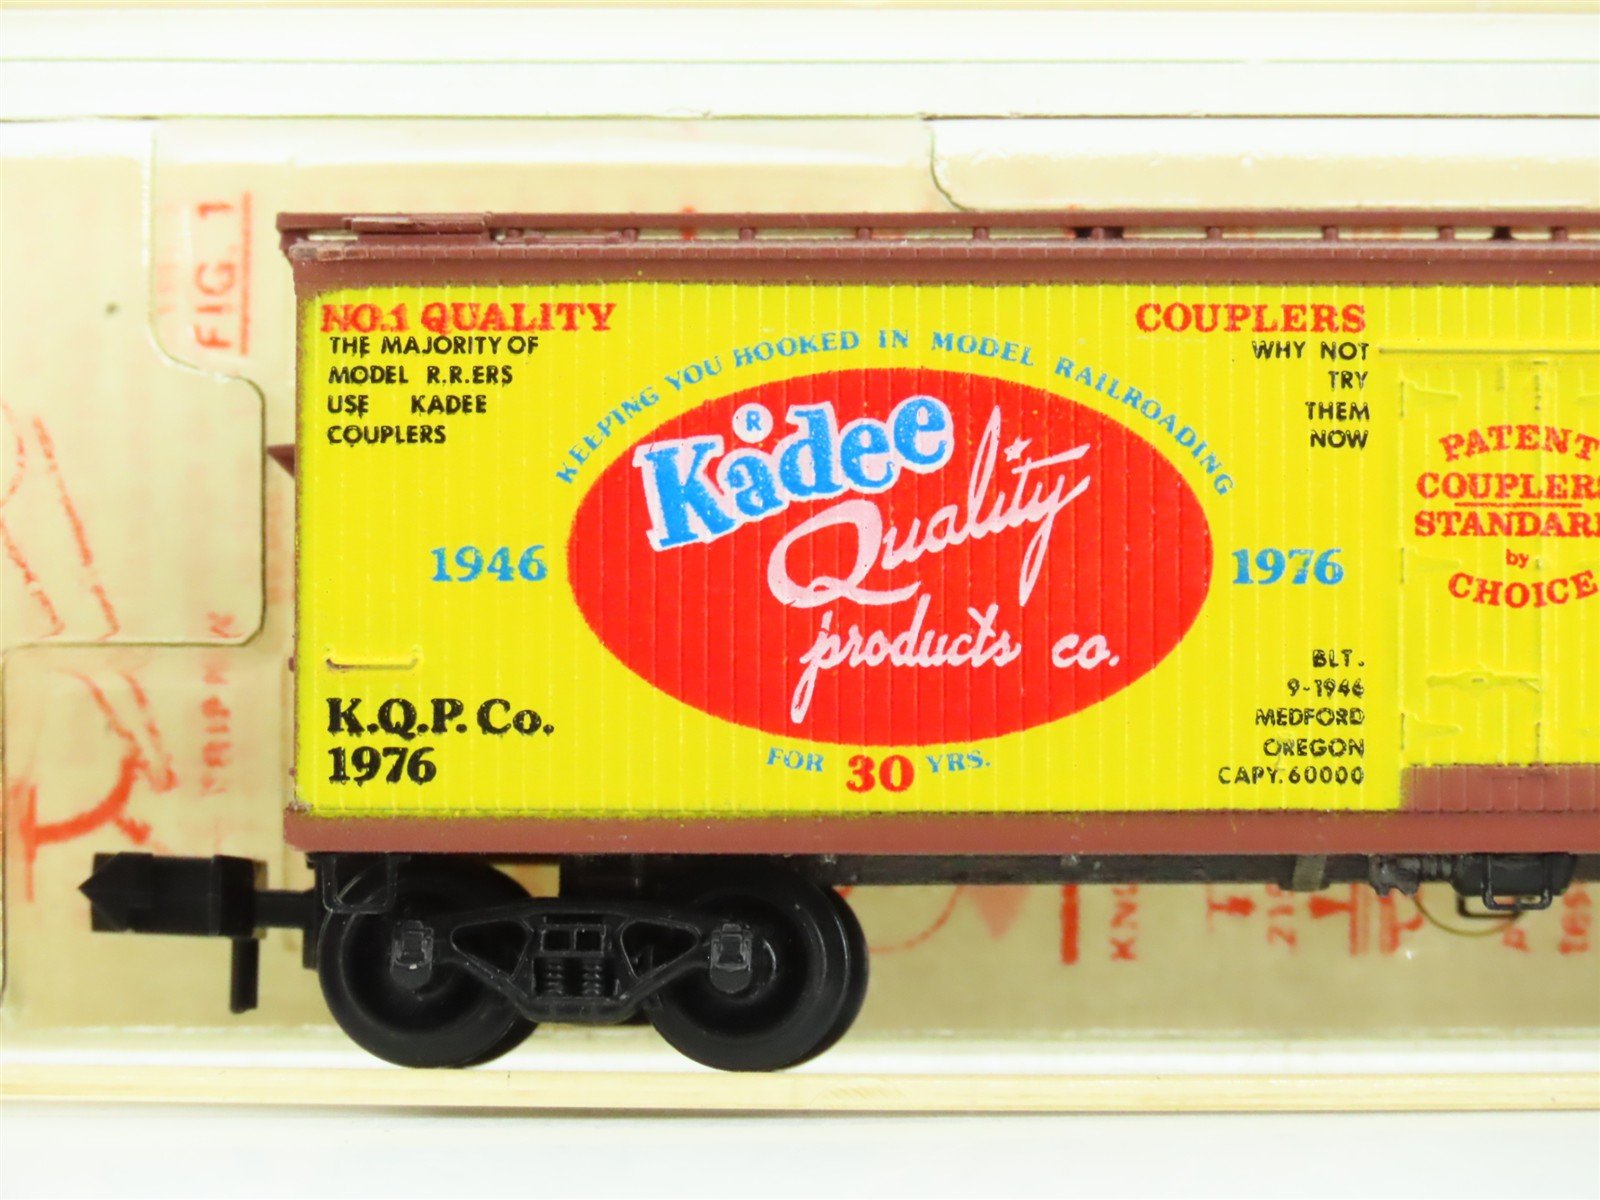 NO.1 QUALITY
THE MAJORITY OF
MODEL R.R.ERS
USE KADEE
COUPLERS
KEEPING YOU HOOKED IN MODEL RAILROADING
Kadee ®
Quality
products co.
1946
1976
FOR 30 YRS.
K.Q.P. Co.
1976
COUPLERS
WHY NOT
TRY
THEM
NOW
BLT.
9-1946
MEDFORD
OREGON
CAPY. 60000
PATENT
COUPLERS
STANDARD
by
CHOICE
FIG. 1